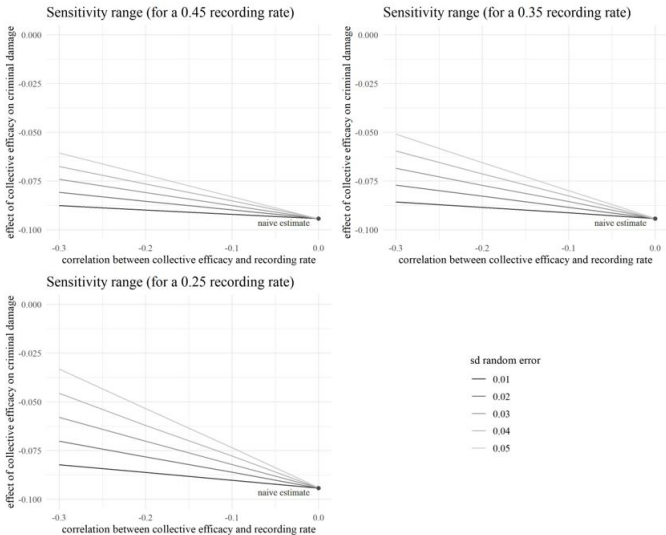 Sensitivity range (for a 0.45 recording rate)
effect of collective efficacy on criminal damage
0.000
-0.025
-0.050
-0.075
-0.100
naive estimate
-0.3
-0.2
-0.1
0.0
correlation between collective efficacy and recording rate
Sensitivity range (for a 0.35 recording rate)
effect of collective efficacy on criminal damage
0.000
-0.025
-0.050
-0.075
-0.100
naive estimate
-0.3
-0.2
-0.1
0.0
correlation between collective efficacy and recording rate
Sensitivity range (for a 0.25 recording rate)
effect of collective efficacy on criminal damage
0.000
-0.025
-0.050
-0.075
-0.100
naive estimate
-0.3
-0.2
-0.1
0.0
correlation between collective efficacy and recording rate
sd random error
0.01
0.02
0.03
0.04
0.05